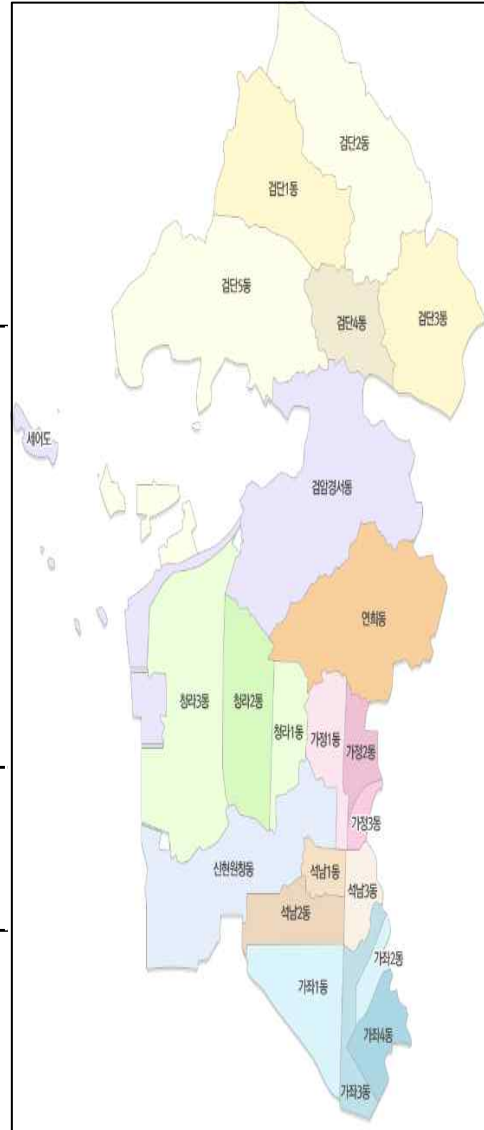 검단2동
검단1동
검단5동
검단4동
검단3동
세어도
검암경서동
연희동
청라3동
청라2동
청라1동
가정1동
가정2동
가정3동
신현원창동
석남1동
석남3동
석남2동
가좌2동
가좌1동
가좌4동
가좌3동